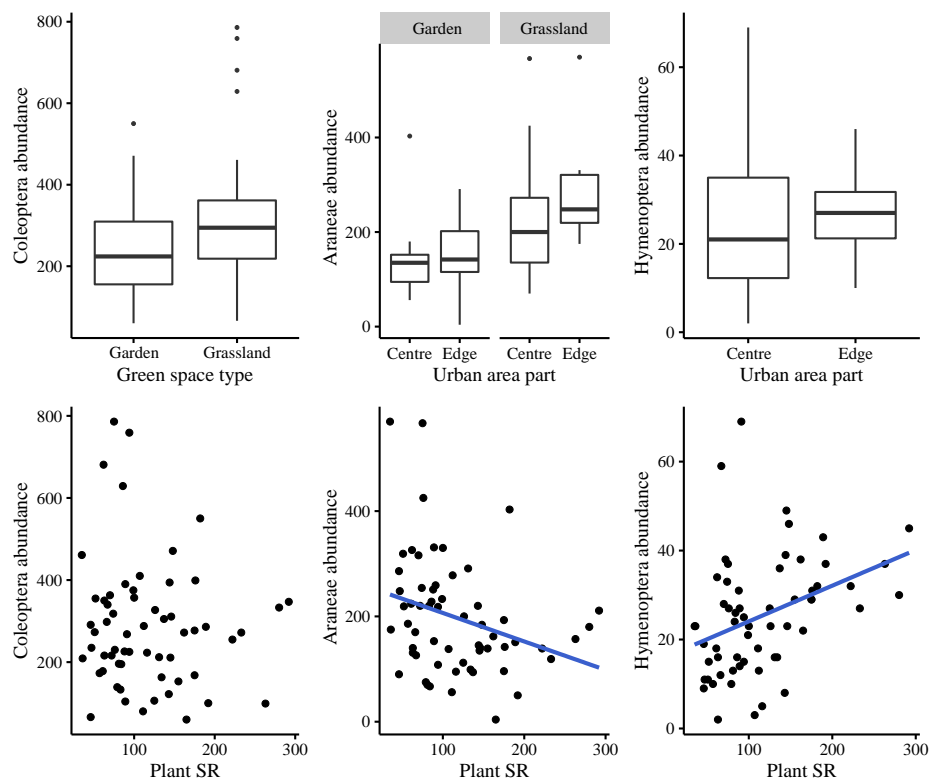 Coleoptera abundance
800
600
400
200
Garden Grassland
Green space type
Garden Grassland
Araneae abundance
400
200
0
Centre Edge Centre Edge
Urban area part
Hymenoptera abundance
60
40
20
0
Centre Edge
Urban area part
Coleoptera abundance
800
600
400
200
100 200 300
Plant SR
Araneae abundance
400
200
0
100 200 300
Plant SR
Hymenoptera abundance
60
40
20
0
100 200 300
Plant SR